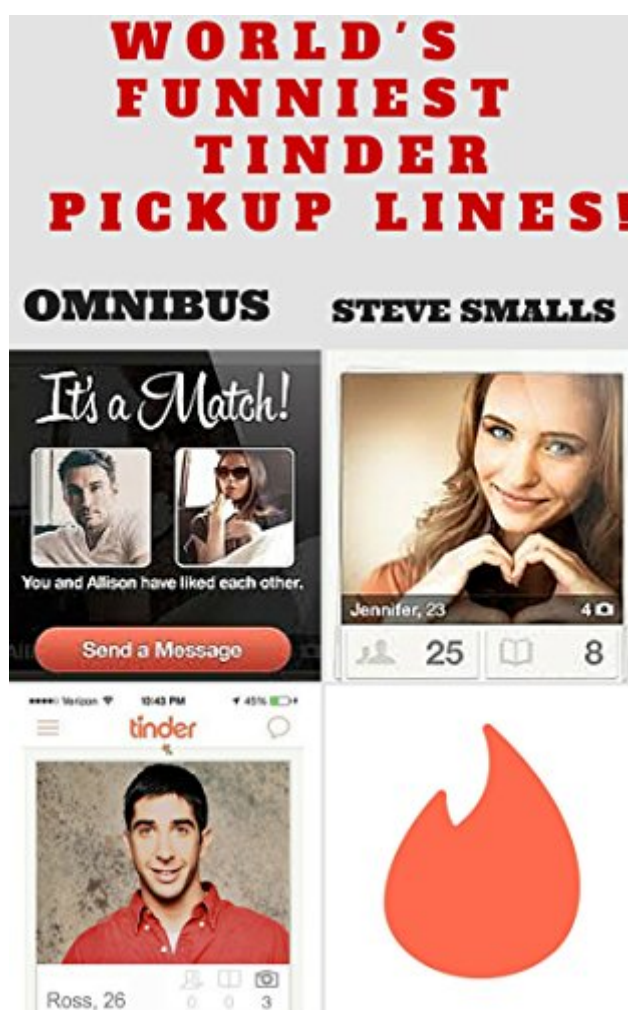 WORLD'S
FUNNIEST
TINDER
PICKUP LINES!
OMNIBUS
STEVE SMALLS
It's a Match!
You and Allison have liked each other.
Send a Message
Jennifer, 23 4
25 8
Verizon 10:43 PM 45%
tinder
Ross, 26 0 0 3